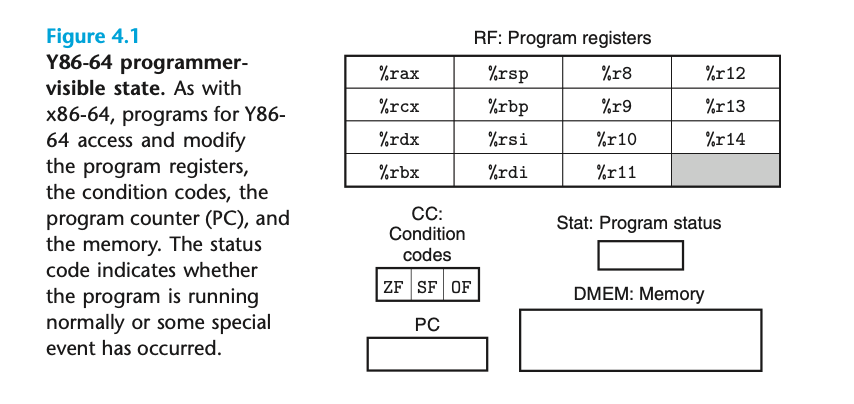 Figure 4.1
Y86-64 programmer-
visible state. As with
x86-64, programs for Y86-
64 access and modify
the program registers,
the condition codes, the
program counter (PC), and
the memory. The status
code indicates whether
the program is running
normally or some special
event has occurred.
RF: Program registers
%rax %rsp %r8 %r12
%rcx %rbp %r9 %r13
%rdx %rsi %r10 %r14
%rbx %rdi %r11
CC:
Condition
codes
ZF SF OF
PC
Stat: Program status
DMEM: Memory